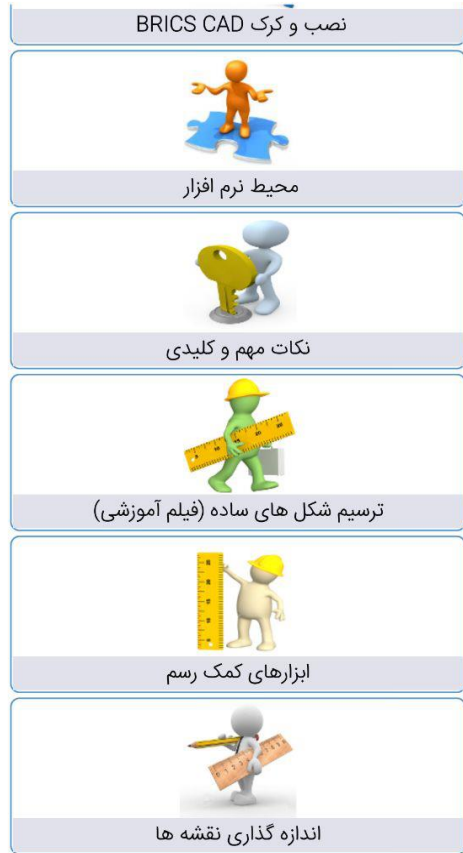 نصب و کرک BRICS CAD
محیط نرم افزار
نکات مهم و کلیدی
ترسیم شکل های ساده (فیلم آموزشی)
ابزارهای کمک رسم
اندازه گذاری نقشه ها